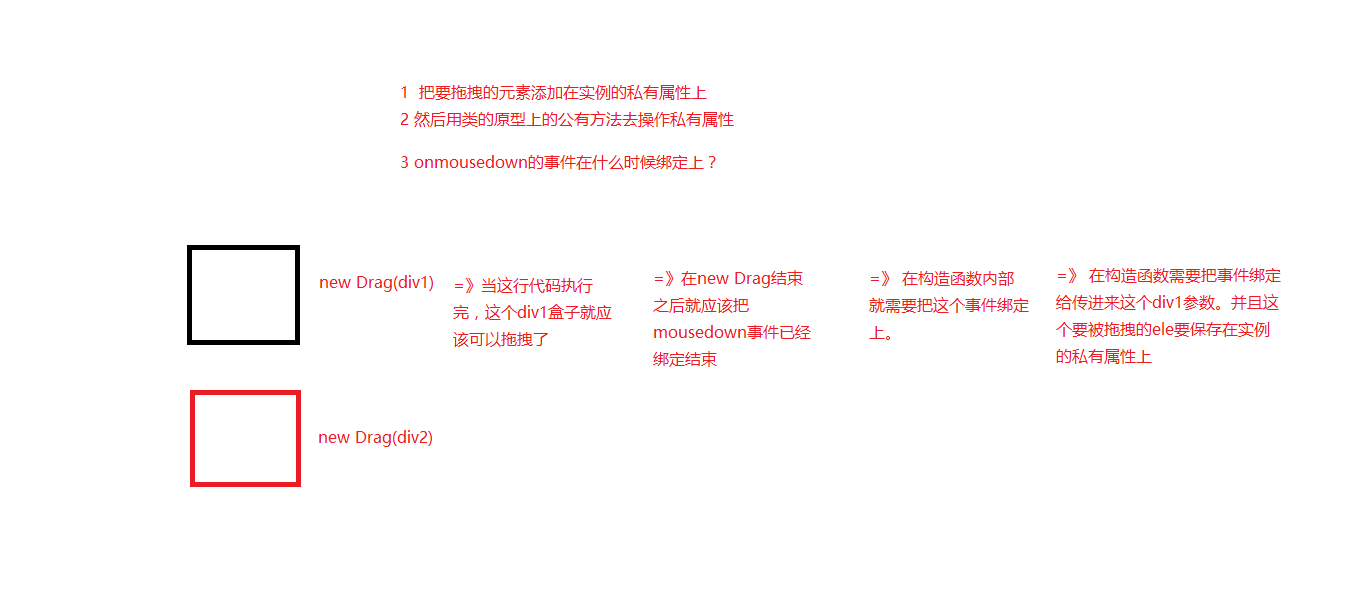 1 把要拖拽的元素添加在实例的私有属性上
2 然后用类的原型上的公有方法去操作私有属性
3 onmousedown的事件在什么时候绑定上？
new Drag(div1)
=》当这行代码执行
完，这个div1盒子就应
该可以拖拽了
=》在new Drag结束
之后就应该把
mousedown事件已经
绑定结束
=》 在构造函数内部
就需要把这个事件绑定
上。
=》 在构造函数需要把事件绑定
给传进来这个div1参数。并且这
个要被拖拽的ele要保存在实例
的私有属性上
new Drag(div2)